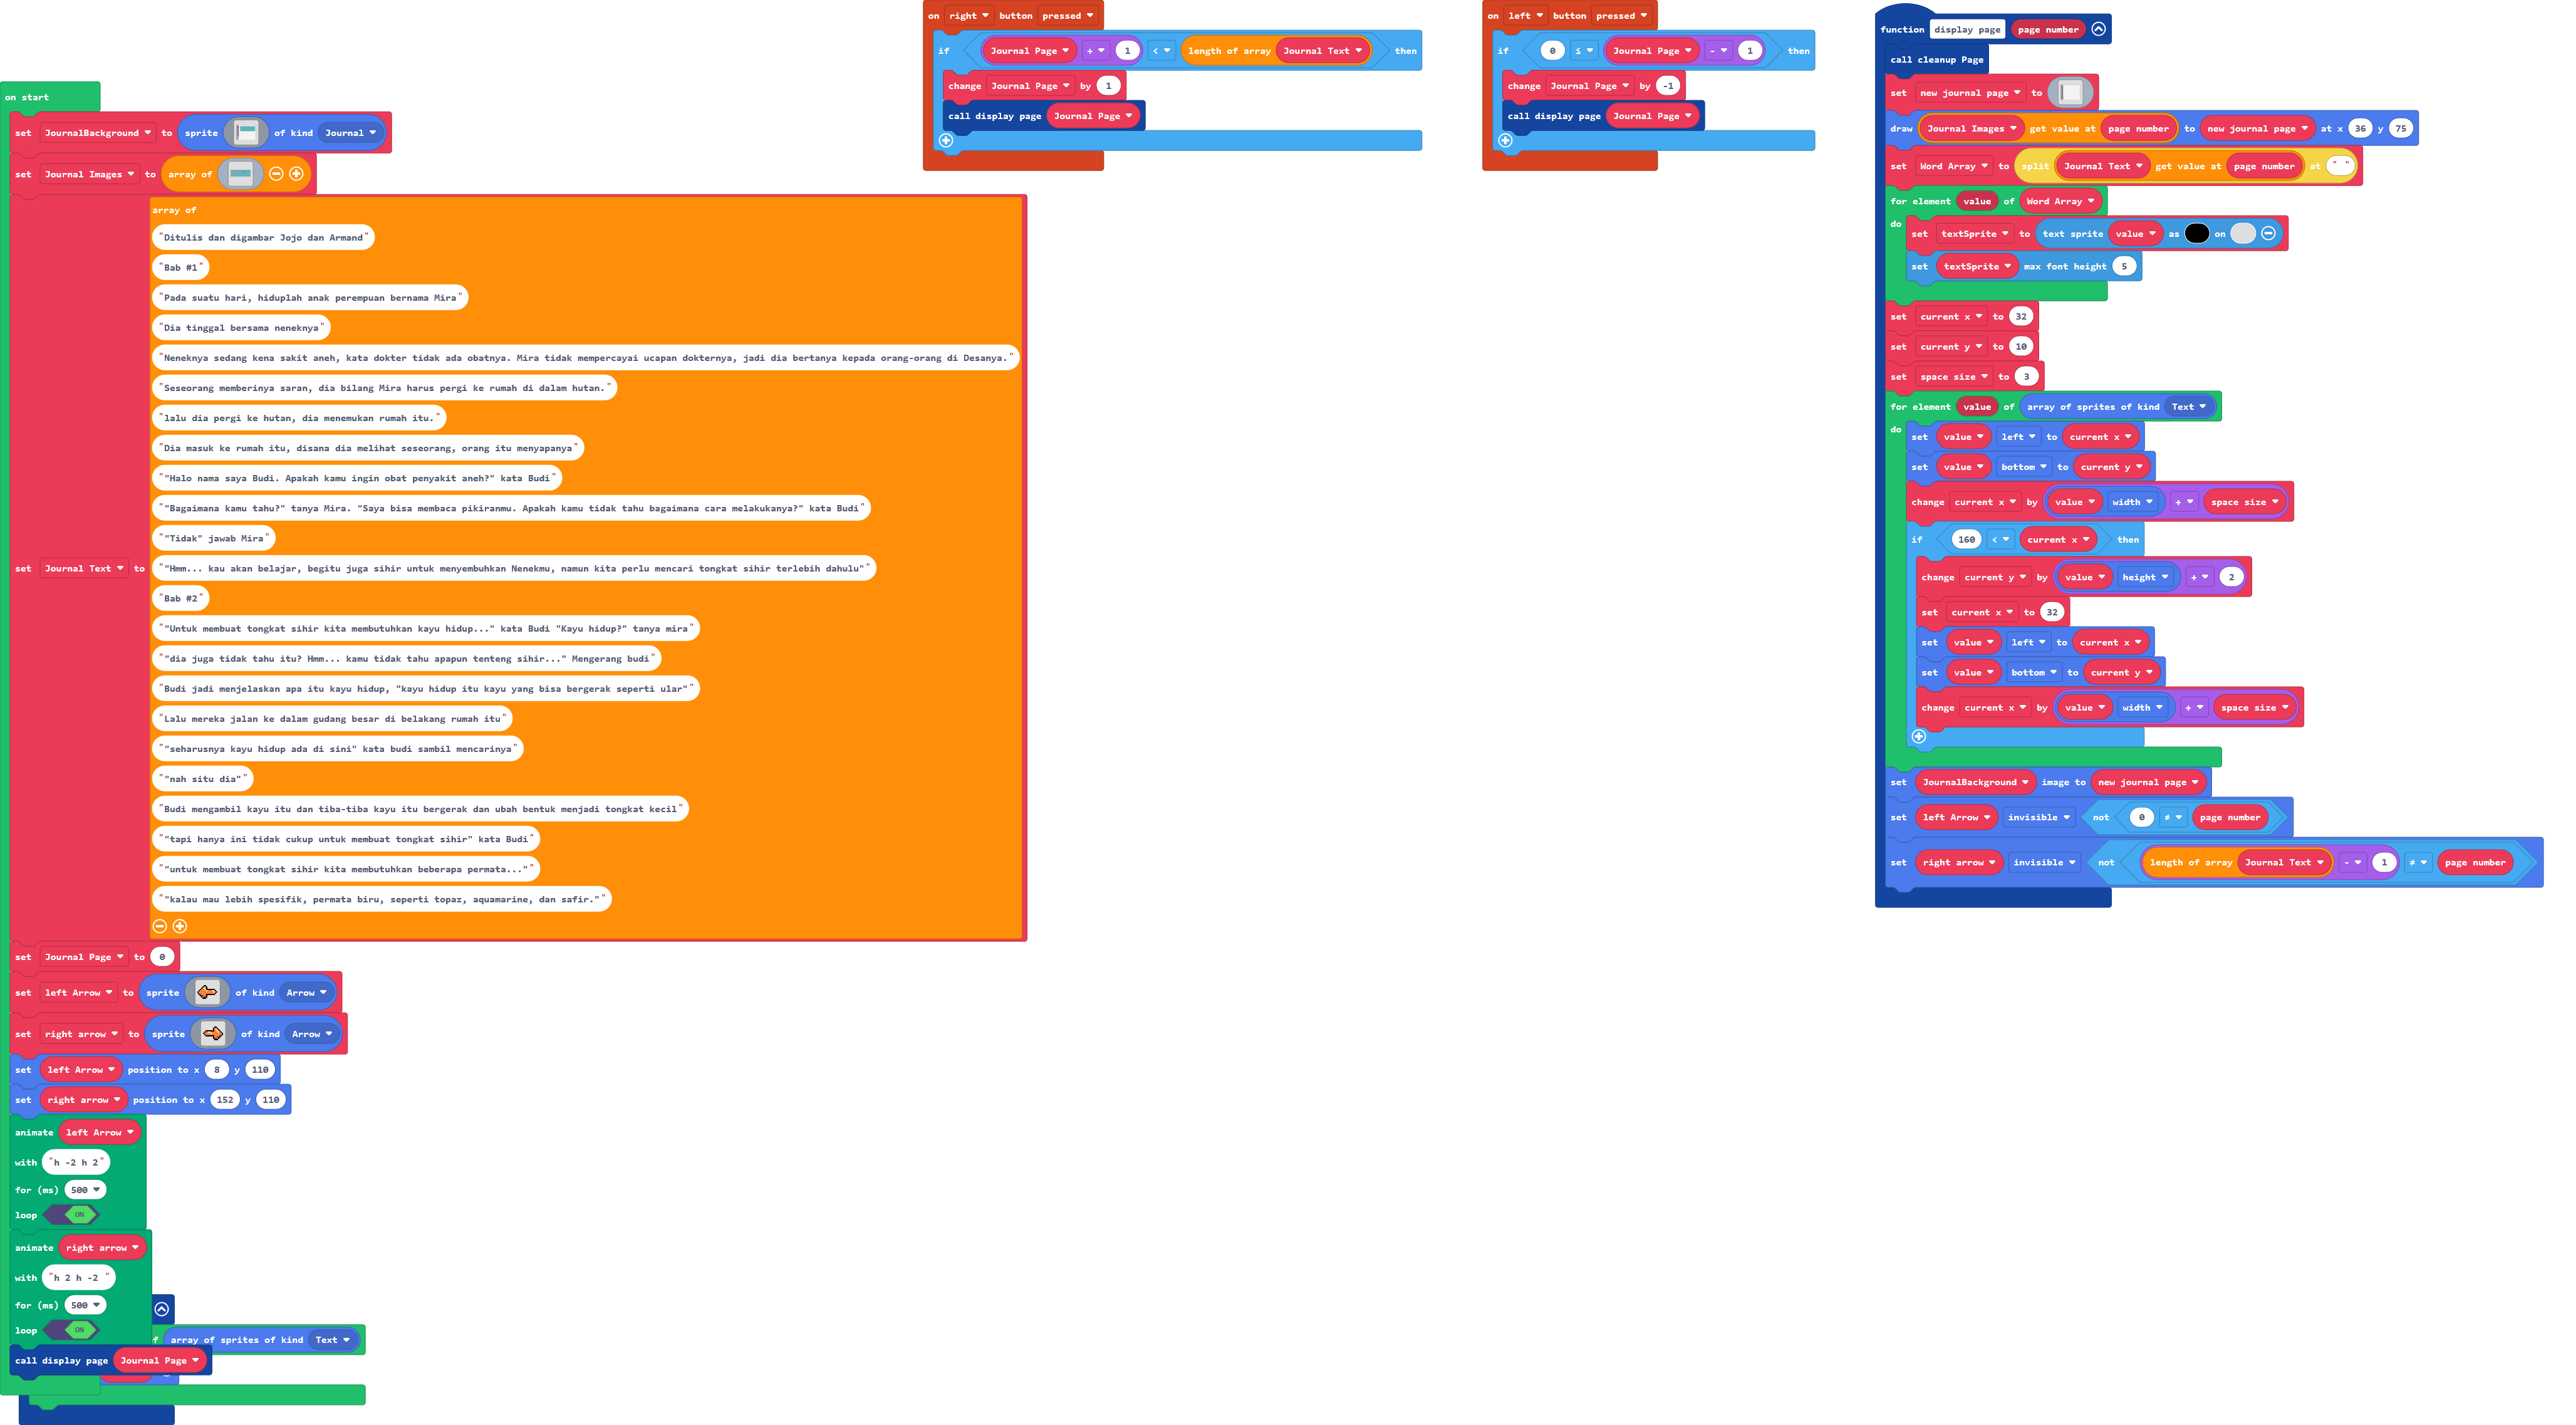 on start
set JournalBackground to sprite of kind Journal
set Journal Images to array of
set Journal Text to
array of
"Ditulis dan digambar Jojo dan Armand"
"Bab #1"
"Pada suatu hari, hiduplah anak perempuan bernama Mira"
"Dia tinggal bersama neneknya"
"Neneknya sedang kena sakit aneh, kata dokter tidak ada obatnya. Mira tidak mempercayai ucapan dokternya, jadi dia bertanya kepada orang-orang di Desanya."
"Seseorang memberinya saran, dia bilang Mira harus pergi ke rumah di dalam hutan."
"lalu dia pergi ke hutan, dia menemukan rumah itu."
"Dia masuk ke rumah itu, disana dia melihat seseorang, orang itu menyapanya"
""Halo nama saya Budi. Apakah kamu ingin obat penyakit aneh?" kata Budi"
""Bagaimana kamu tahu?" tanya Mira. "Saya bisa membaca pikiranmu. Apakah kamu tidak tahu bagaimana cara melakukanya?" kata Budi"
""Tidak" jawab Mira"
""Hmm... kau akan belajar, begitu juga sihir untuk menyembuhkan Nenekmu, namun kita perlu mencari tongkat sihir terlebih dahulu""
"Bab #2"
""Untuk membuat tongkat sihir kita membutuhkan kayu hidup..." kata Budi "Kayu hidup?" tanya mira"
""dia juga tidak tahu itu? Hmm... kamu tidak tahu apapun tenteng sihir..." Mengerang budi"
"Budi jadi menjelaskan apa itu kayu hidup, "kayu hidup itu kayu yang bisa bergerak seperti ular""
"Lalu mereka jalan ke dalam gudang besar di belakang rumah itu"
""seharusnya kayu hidup ada di sini" kata budi sambil mencarinya"
""nah situ dia""
"Budi mengambil kayu itu dan tiba-tiba kayu itu bergerak dan ubah bentuk menjadi tongkat kecil"
""tapi hanya ini tidak cukup untuk membuat tongkat sihir" kata Budi"
""untuk membuat tongkat sihir kita membutuhkan beberapa permata...""
""kalau mau lebih spesifik, permata biru, seperti topaz, aquamarine, dan safir.""
set Journal Page to 0
set left Arrow to sprite of kind Arrow
set right arrow to sprite of kind Arrow
set left Arrow position to x 8 y 110
set right arrow position to x 152 y 110
animate left Arrow
with "h -2 h 2"
for (ms) 500
loop ON
animate right arrow
with "h 2 h -2 "
for (ms) 500
loop ON
array of sprites of kind Text
call display page Journal Page
on right button pressed
if Journal Page + 1 < length of array Journal Text then
change Journal Page by 1
call display page Journal Page
on left button pressed
if 0 ≤ Journal Page - 1 then
change Journal Page by -1
call display page Journal Page
function display page page number
call cleanup Page
set new journal page to
draw Journal Images get value at page number to new journal page at x 36 y 75
set Word Array to split Journal Text get value at page number at " "
for element value of Word Array
do set textSprite to text sprite value as on
set textSprite max font height 5
set current x to 32
set current y to 10
set space size to 3
for element value of array of sprites of kind Text
do set value left to current x
set value bottom to current y
change current x by value width + space size
if 160 < current x then
change current y by value height + 2
set current x to 32
set value left to current x
set value bottom to current y
change current x by value width + space size
set JournalBackground image to new journal page
set left Arrow invisible not 0 ≠ page number
set right arrow invisible not length of array Journal Text - 1 ≠ page number